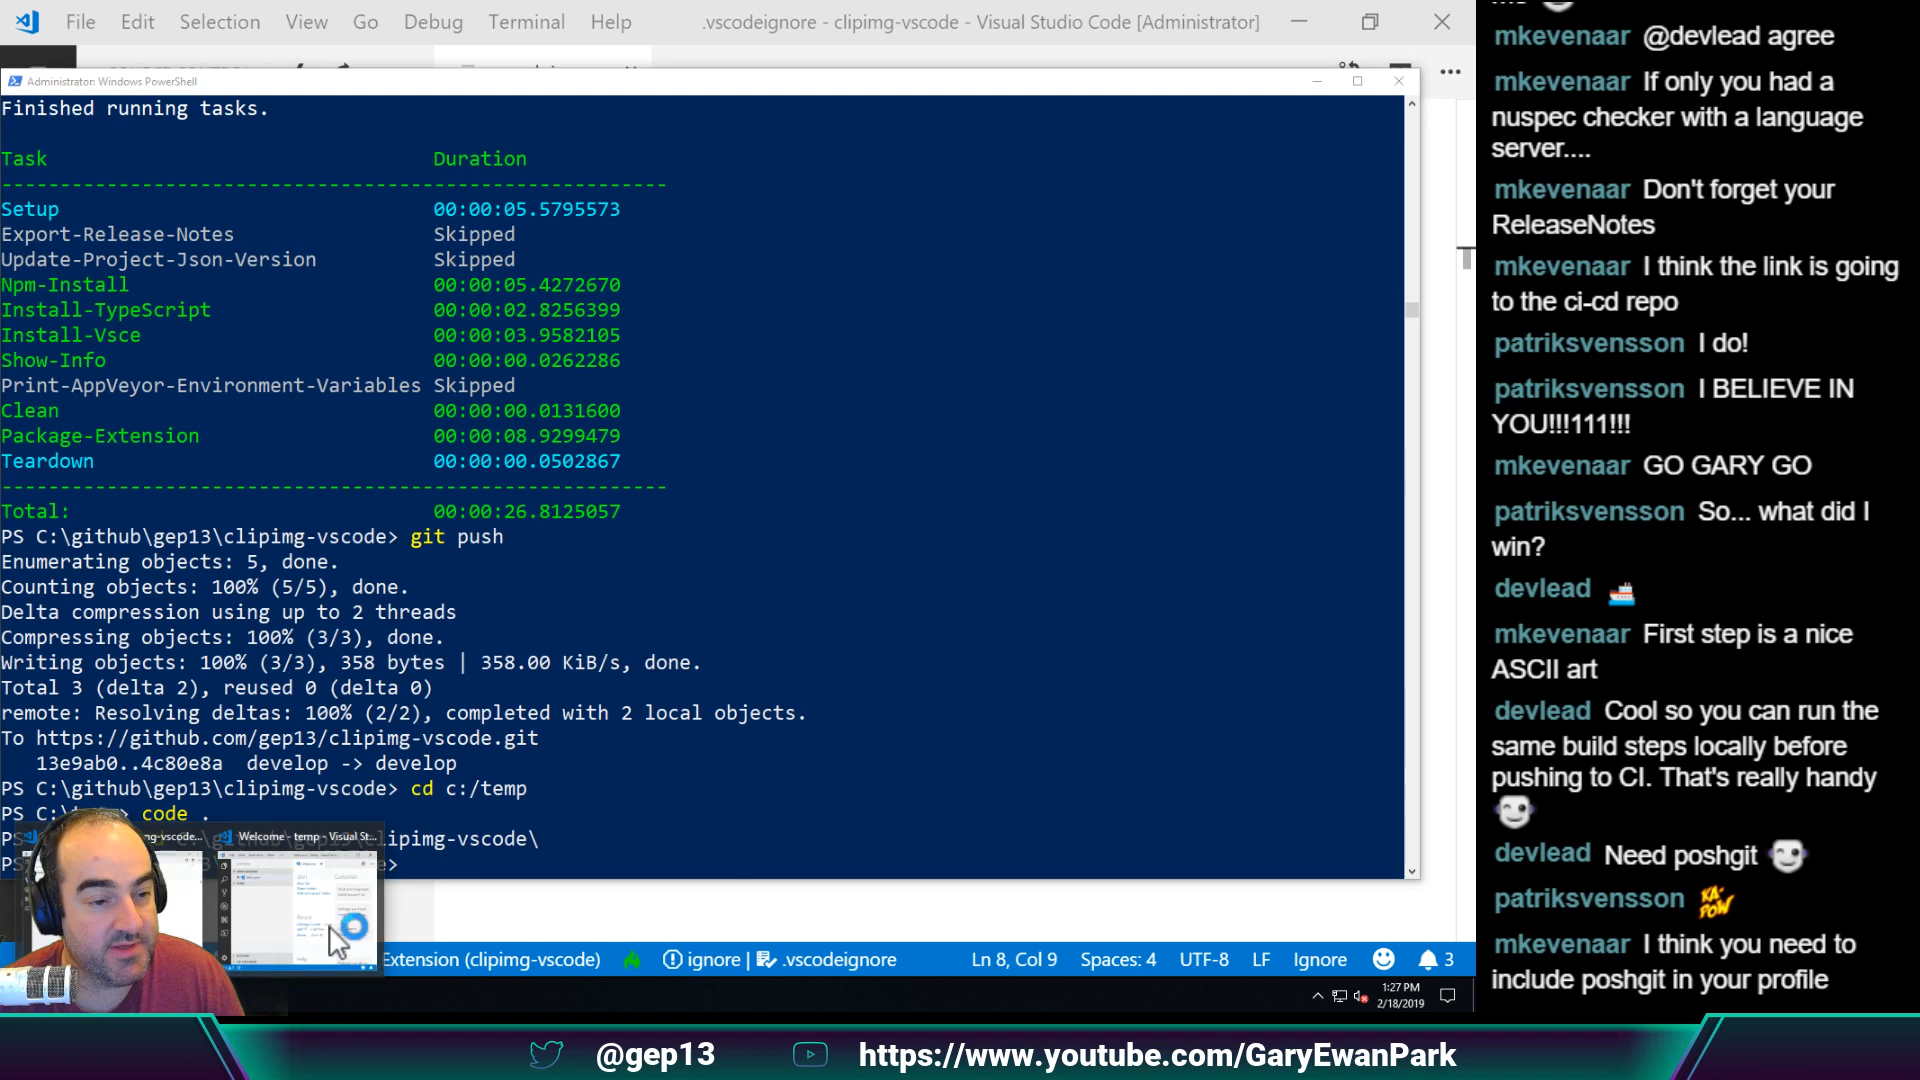 File Edit Selection View Go Debug Terminal Help .vscodeignore - clipimg-vscode - Visual Studio Code [Administrator]
Administrator: Windows PowerShell
Finished running tasks.
Task Duration
--------------------------------------------------------
Setup 00:00:05.5795573
Export-Release-Notes Skipped
Update-Project-Json-Version Skipped
Npm-Install 00:00:05.4272670
Install-TypeScript 00:00:02.8256399
Install-Vsce 00:00:03.9582105
Show-Info 00:00:00.0262286
Print-AppVeyor-Environment-Variables Skipped
Clean 00:00:00.0131600
Package-Extension 00:00:08.9299479
Teardown 00:00:00.0502867
--------------------------------------------------------
Total: 00:00:26.8125057
PS C:\github\gep13\clipimg-vscode> git push
Enumerating objects: 5, done.
Counting objects: 100% (5/5), done.
Delta compression using up to 2 threads
Compressing objects: 100% (3/3), done.
Writing objects: 100% (3/3), 358 bytes | 358.00 KiB/s, done.
Total 3 (delta 2), reused 0 (delta 0)
remote: Resolving deltas: 100% (2/2), completed with 2 local objects.
To https://github.com/gep13/clipimg-vscode.git
13e9ab0..4c80e8a develop -> develop
PS C:\github\gep13\clipimg-vscode> cd c:/temp
PS C:\ > code .
PS lipimg-vscode\
PS >
mg-vscode... Welcome - temp - Visual St...
Extension (clipimg-vscode) ignore | .vscodeignore Ln 8, Col 9 Spaces: 4 UTF-8 LF Ignore 3
1:27 PM
2/18/2019
mkevenaar @devlead agree
mkevenaar If only you had a
nuspec checker with a language
server....
mkevenaar Don't forget your
ReleaseNotes
mkevenaar I think the link is going
to the ci-cd repo
patriksvensson I do!
patriksvensson I BELIEVE IN
YOU!!!111!!!
mkevenaar GO GARY GO
patriksvensson So... what did I
win?
devlead
mkevenaar First step is a nice
ASCII art
devlead Cool so you can run the
same build steps locally before
pushing to CI. That's really handy
devlead Need poshgit
patriksvensson KA-POW
mkevenaar I think you need to
include poshgit in your profile
@gep13 https://www.youtube.com/GaryEwanPark